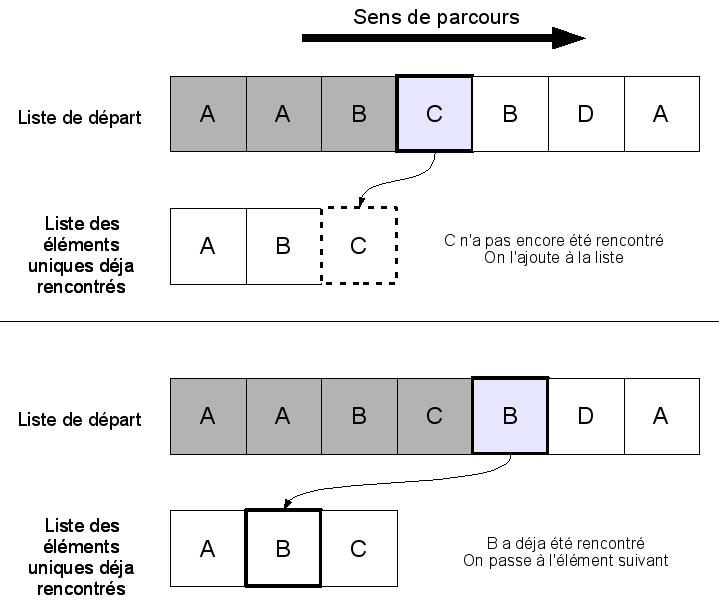 Sens de parcours
Liste de départ
A A B C B D A
Liste des
éléments
uniques déja
rencontrés
A B C
C n'a pas encore été rencontré
On l'ajoute à la liste
Liste de départ
A A B C B D A
Liste des
éléments
uniques déja
rencontrés
A B C
B a déja été rencontré
On passe à l'élément suivant